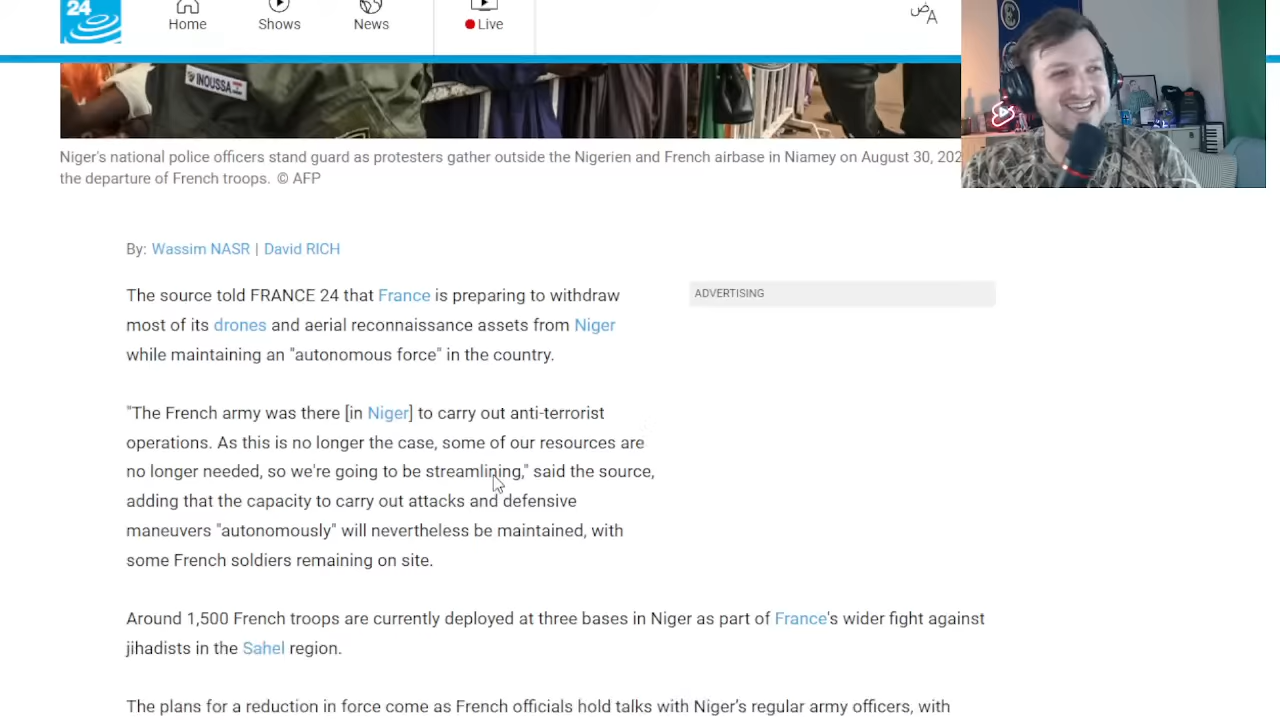 24
Home
Shows
News
Live
ض
A
INOUSSA
Niger's national police officers stand guard as protesters gather outside the Nigerien and French airbase in Niamey on August 30, 202
the departure of French troops. © AFP
By: Wassim NASR | David RICH
The source told FRANCE 24 that France is preparing to withdraw
most of its drones and aerial reconnaissance assets from Niger
while maintaining an "autonomous force" in the country.
ADVERTISING
"The French army was there [in Niger] to carry out anti-terrorist
operations. As this is no longer the case, some of our resources are
no longer needed, so we're going to be streamlining," said the source,
adding that the capacity to carry out attacks and defensive
maneuvers "autonomously" will nevertheless be maintained, with
some French soldiers remaining on site.
Around 1,500 French troops are currently deployed at three bases in Niger as part of France's wider fight against
jihadists in the Sahel region.
The plans for a reduction in force come as French officials hold talks with Niger's regular army officers, with